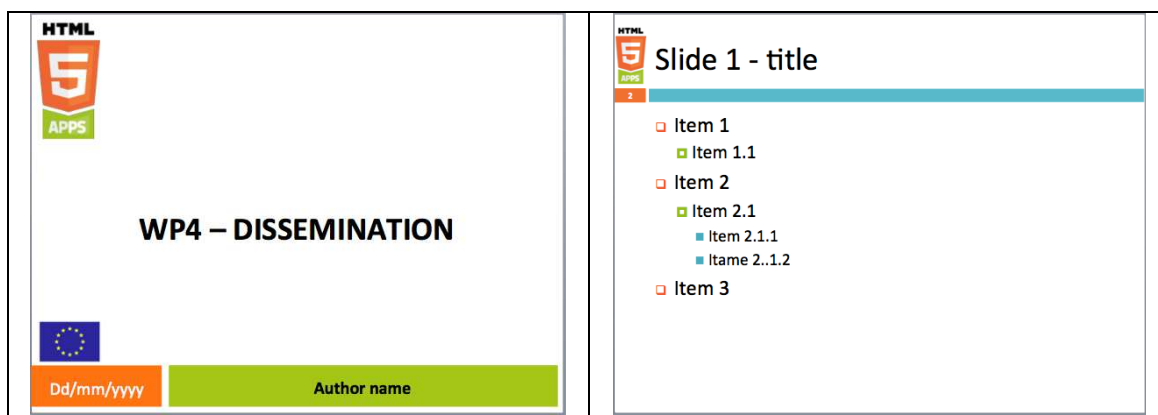 HTML
5
APPS
WP4 – DISSEMINATION
Dd/mm/yyyy
Author name
HTML
5
APPS
Slide 1 - title
2
Item 1
Item 1.1
Item 2
Item 2.1
Item 2.1.1
Itame 2..1.2
Item 3